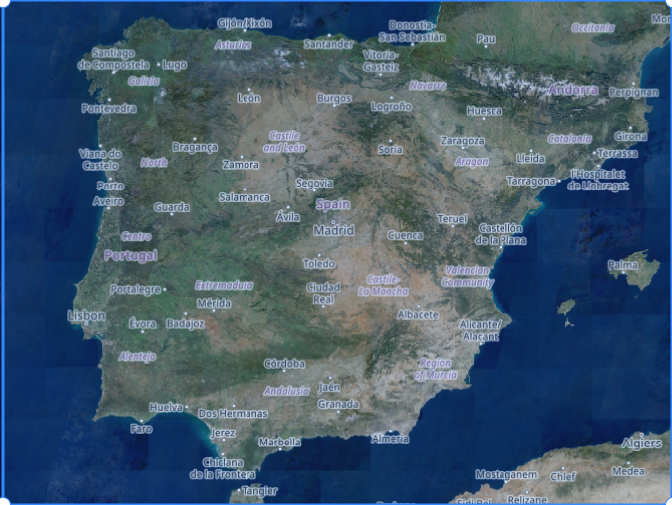 Gijón/Xixón
Donostia-
San Sebastián
Occitania
Pau
Asturias
Santander
Santiago
de Compostela
Lugo
Vitoria-
Gasteiz
Galicia
Navarre
Andorra
Perpignan
León
Burgos
Logroño
Huesca
Pontevedra
Castile
and León
Zaragoza
Catalonia
Girona
Bragança
Soria
Viana do
Castelo
North
Zamora
Aragon
Lleida
Terrassa
Porto
Segovia
Tarragona
l'Hospitalet
de Llobregat
Aveiro
Salamanca
Guarda
Ávila
Spain
Madrid
Teruel
Castellón
de la Plana
Centro
Cuenca
Portugal
Toledo
Palma
Portalegre
Extremadura
Ciudad
Real
Castile-
La Mancha
Valencian
Community
Mérida
Lisbon
Évora
Badajoz
Albacete
Alicante/
Alacant
Alentejo
Córdoba
Region
of Murcia
Andalusia
Jaén
Huelva
Dos Hermanas
Granada
Faro
Jerez
Marbella
Almeria
Algiers
Chiclana
de la Frontera
Mostaganem
Chlef
Medea
Tangier
Relizane